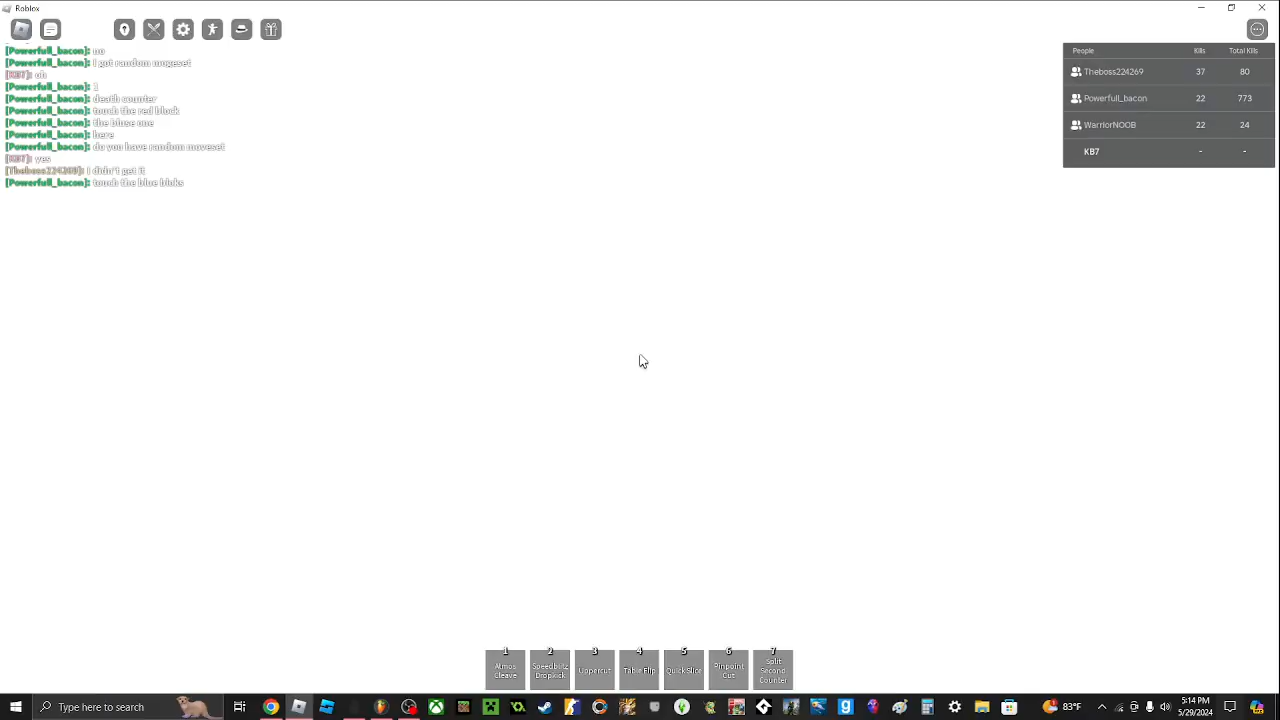 Roblox
[Powerfull_bacon]: no
[Powerfull_bacon]: I got random mogeset
[KB7]: oh
[Powerfull_bacon]: 1
[Powerfull_bacon]: death counter
[Powerfull_bacon]: touch the red block
[Powerfull_bacon]: the bluse one
[Powerfull_bacon]: here
[Powerfull_bacon]: do you have random moveset
[KB7]: yes
[Theboss224269]: I didn't get it
[Powerfull_bacon]: touch the blue blcks
People Kills Total Kills
Theboss224269 37 80
Powerfull_bacon 22 773
WarriorNOOB 22 24
KB7 - -
1 2 3 4 5 6 7
Atmos Cleave
Speedblitz Dropkick
Uppercut
Table Flip
Quick Slice
Pinpoint Cut
Split Second Counter
Type here to search
88°F
5:14 PM
5/29/2024